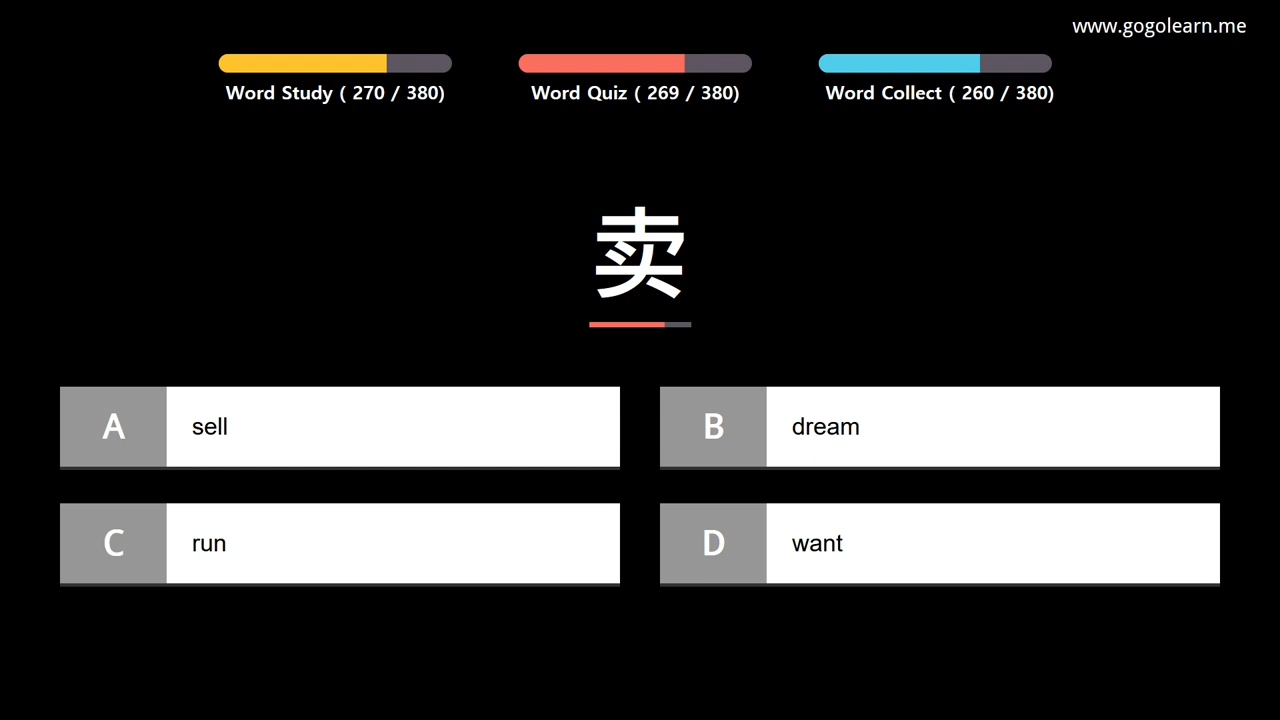 www.gogolearn.me
Word Study ( 270 / 380)
Word Quiz ( 269 / 380)
Word Collect ( 260 / 380)
卖
A sell
B dream
C run
D want